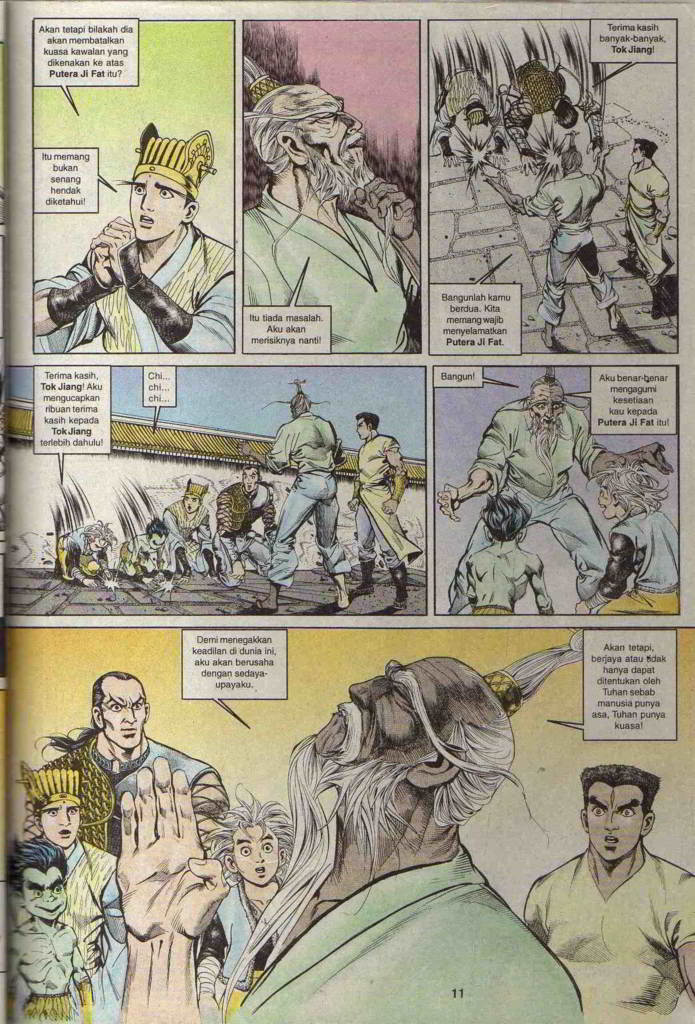 Akan tetapi bilakah dia
akan membatalkan
kuasa kawalan yang
dikenakan ke atas
Putera Ji Fat itu?
Itu memang
bukan
senang
hendak
diketahui!
Itu tiada masalah.
Aku akan
merisiknya nanti!
Terima kasih
banyak-banyak,
Tok Jiang!
Bangunlah kamu
berdua. Kita
memang wajib
menyelamatkan
Putera Ji Fat.
Terima kasih,
Tok Jiang! Aku
mengucapkan
ribuan terima
kasih kepada
Tok Jiang
terlebih dahulu!
Chi...
chi...
chi...
Bangun!
Aku benar-benar
mengagumi
kesetiaan
kau kepada
Putera Ji Fat itu!
Demi menegakkan
keadilan di dunia ini,
aku akan berusaha
dengan sedaya-
upayaku.
Akan tetapi,
berjaya atau tidak
hanya dapat
ditentukan oleh
Tuhan sebab
manusia punya
asa, Tuhan punya
kuasa!
11